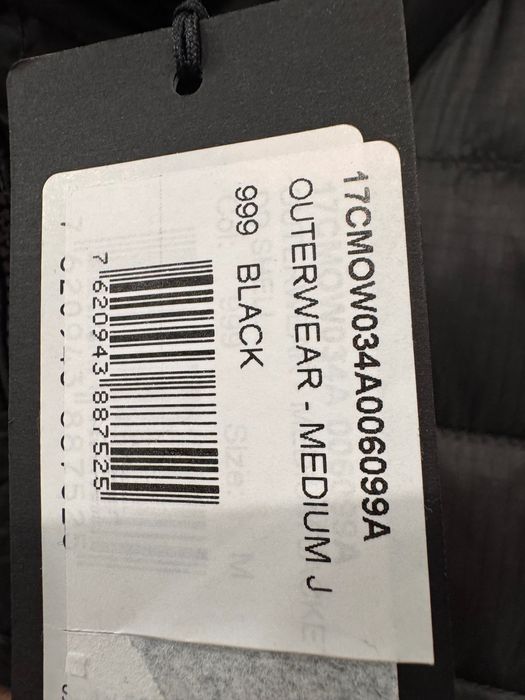 17CMOW034A006099A
OUTERWEAR - MEDIUM J
999 BLACK
7 620943 887525